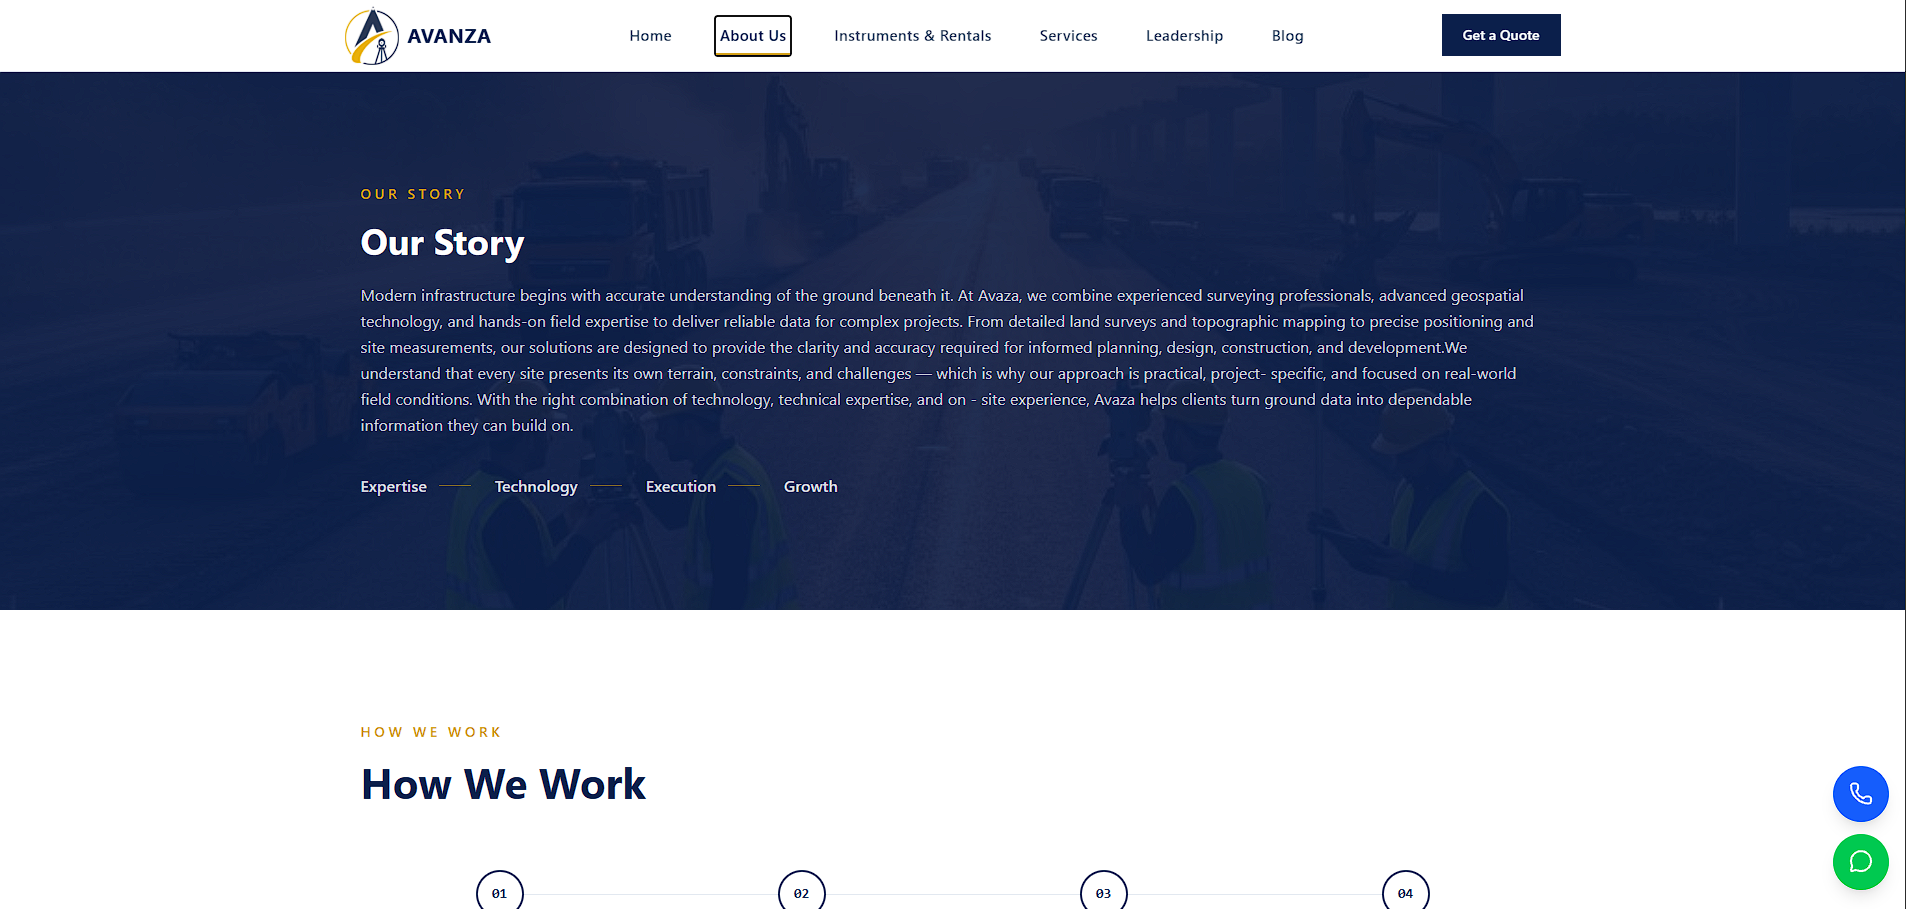 AVANZA
Home
About Us
Instruments & Rentals
Services
Leadership
Blog
Get a Quote
OUR STORY
Our Story
Modern infrastructure begins with accurate understanding of the ground beneath it. At Avaza, we combine experienced surveying professionals, advanced geospatial
technology, and hands-on field expertise to deliver reliable data for complex projects. From detailed land surveys and topographic mapping to precise positioning and
site measurements, our solutions are designed to provide the clarity and accuracy required for informed planning, design, construction, and development.We
understand that every site presents its own terrain, constraints, and challenges — which is why our approach is practical, project- specific, and focused on real-world
field conditions. With the right combination of technology, technical expertise, and on - site experience, Avaza helps clients turn ground data into dependable
information they can build on.
Expertise
Technology
Execution
Growth
HOW WE WORK
How We Work
01
02
03
04